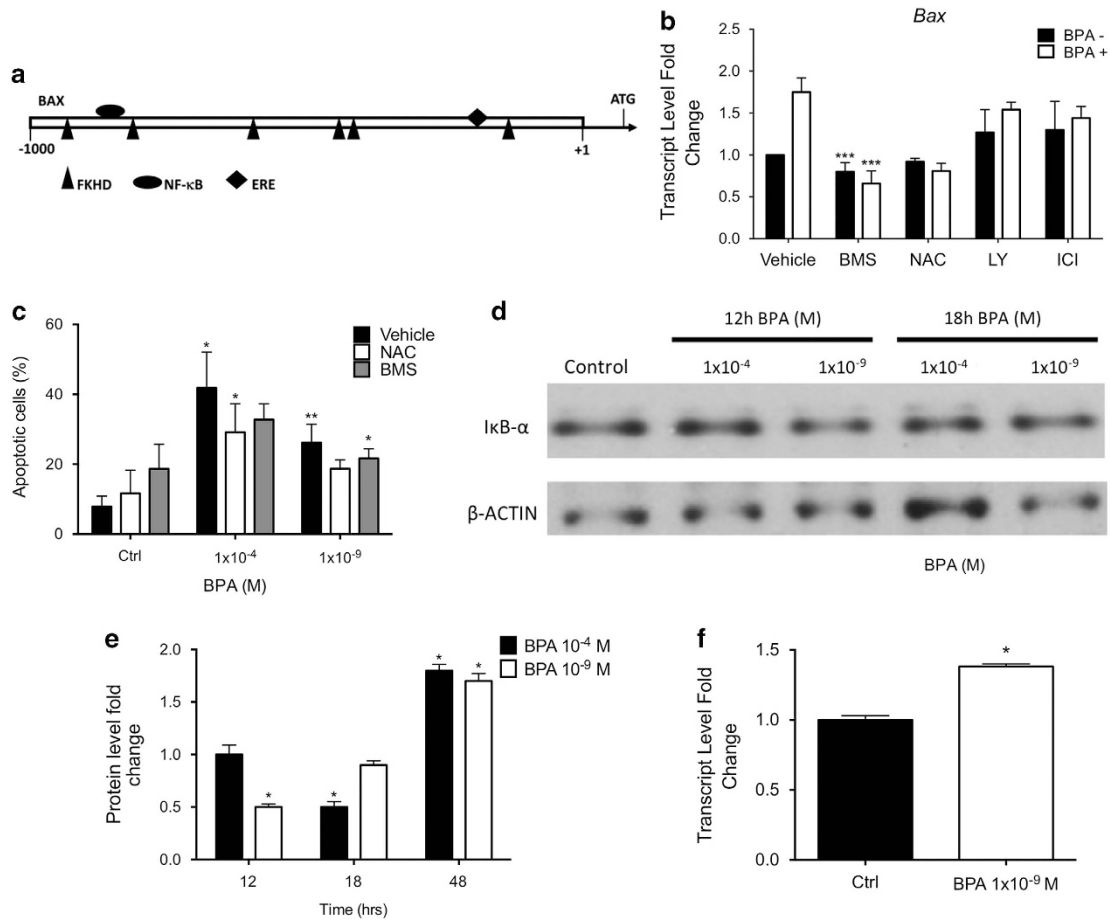 a
BAX
ATG
-1000
+1
FKHD
NF-κB
ERE
b
Bax
BPA -
BPA +
Transcript Level Fold
Change
2.5
2.0
1.5
1.0
0.5
0.0
***
***
Vehicle
BMS
NAC
LY
ICI
c
Vehicle
NAC
BMS
Apoptotic cells (%)
60
40
20
0
*
*
**
*
Ctrl
1x10⁻⁴
1x10⁻⁹
BPA (M)
d
12h BPA (M)
18h BPA (M)
Control
1x10⁻⁴
1x10⁻⁹
1x10⁻⁴
1x10⁻⁹
IκB-α
β-ACTIN
BPA (M)
e
BPA 10⁻⁴ M
BPA 10⁻⁹ M
Protein level fold
change
2.0
1.5
1.0
0.5
0.0
*
*
*
*
12
18
48
Time (hrs)
f
Transcript Level Fold
Change
1.5
1.0
0.5
0.0
*
Ctrl
BPA 1x10⁻⁹ M